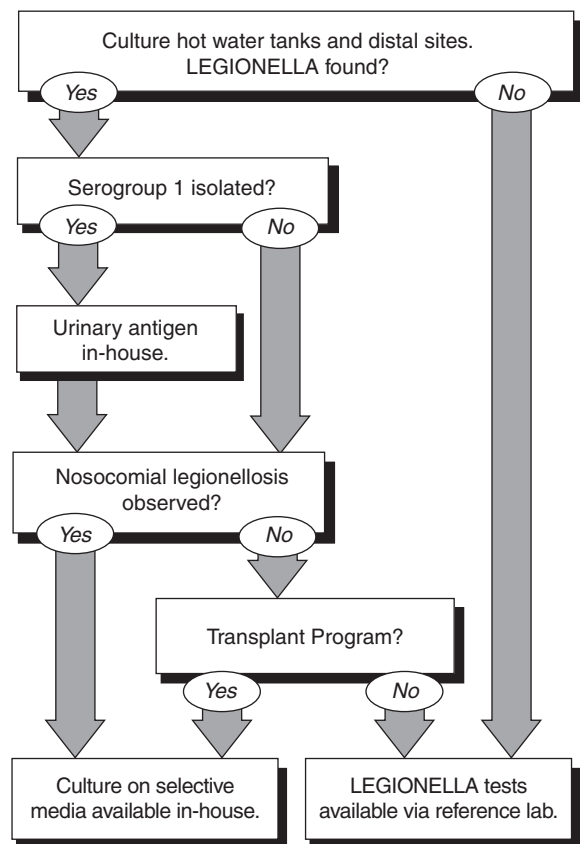 Culture hot water tanks and distal sites.
LEGIONELLA found?
Yes
No
Serogroup 1 isolated?
Yes
No
Urinary antigen
in-house.
Nosocomial legionellosis
observed?
Yes
No
Transplant Program?
Yes
No
Culture on selective
media available in-house.
LEGIONELLA tests
available via reference lab.